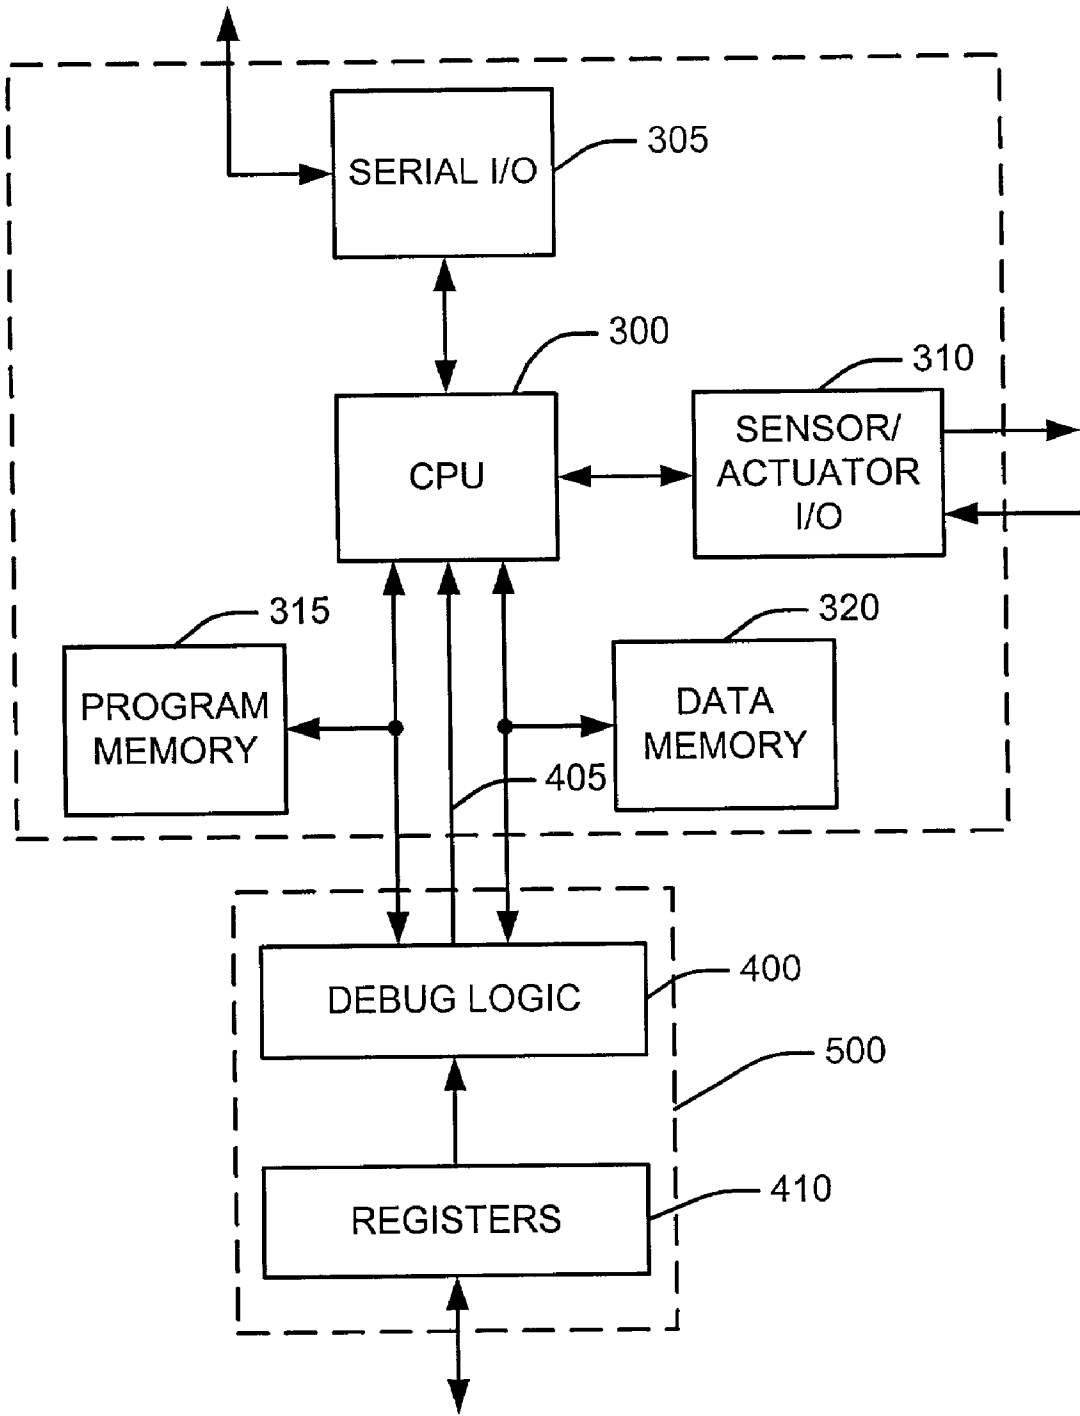 305
SERIAL I/O
300
310
CPU
SENSOR/
ACTUATOR
I/O
315
320
PROGRAM
MEMORY
DATA
MEMORY
405
400
DEBUG LOGIC
500
410
REGISTERS